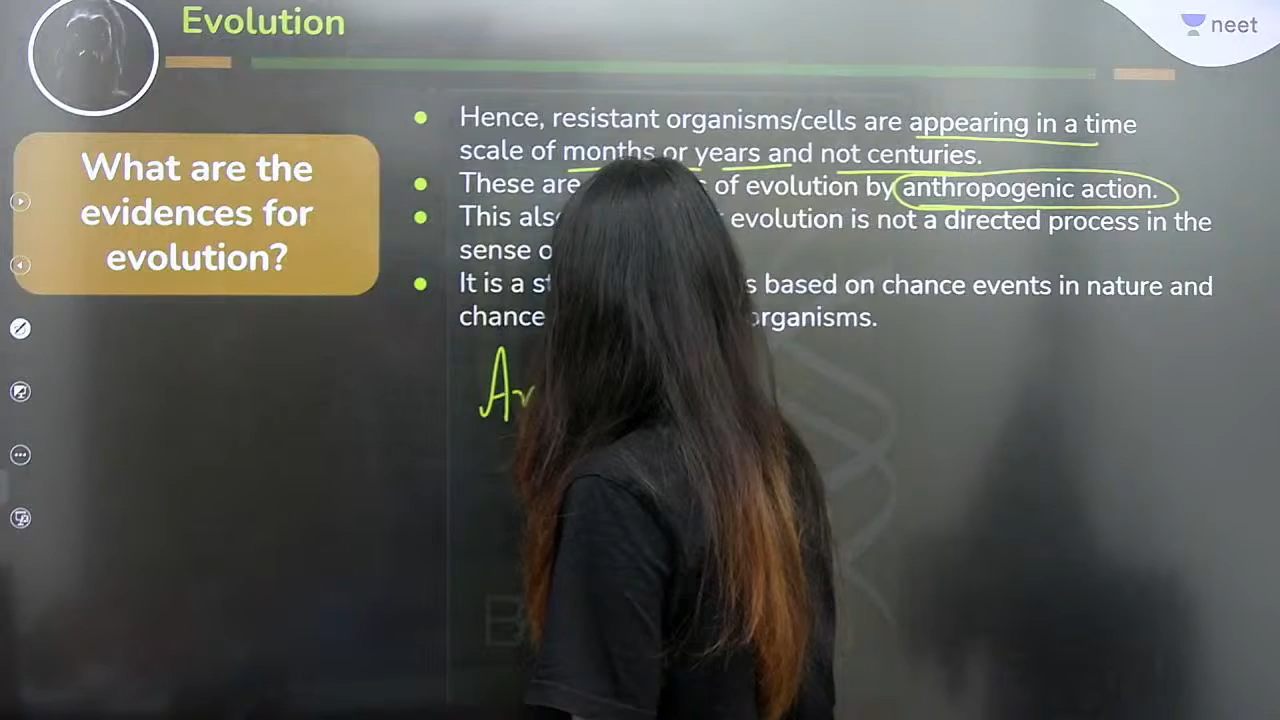 Evolution
neet
What are the
evidences for
evolution?
Hence, resistant organisms/cells are appearing in a time
scale of months or years and not centuries.
These are of evolution by anthropogenic action.
This evolution is not a directed process in the
sense
It is a based on chance events in nature and
chance organisms.